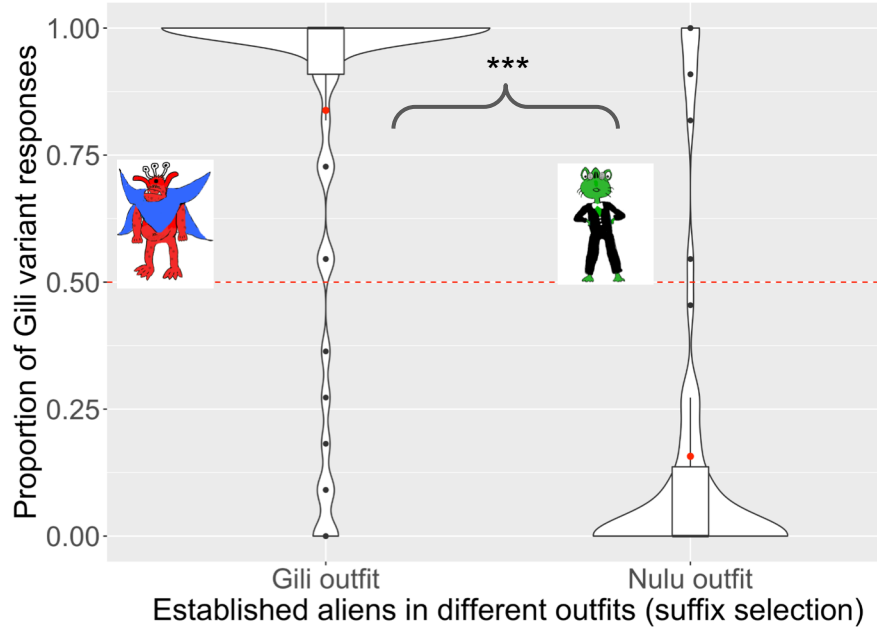 Proportion of Gili variant responses
1.00
0.75
0.50
0.25
0.00
***
Gili outfit
Nulu outfit
Established aliens in different outfits (suffix selection)